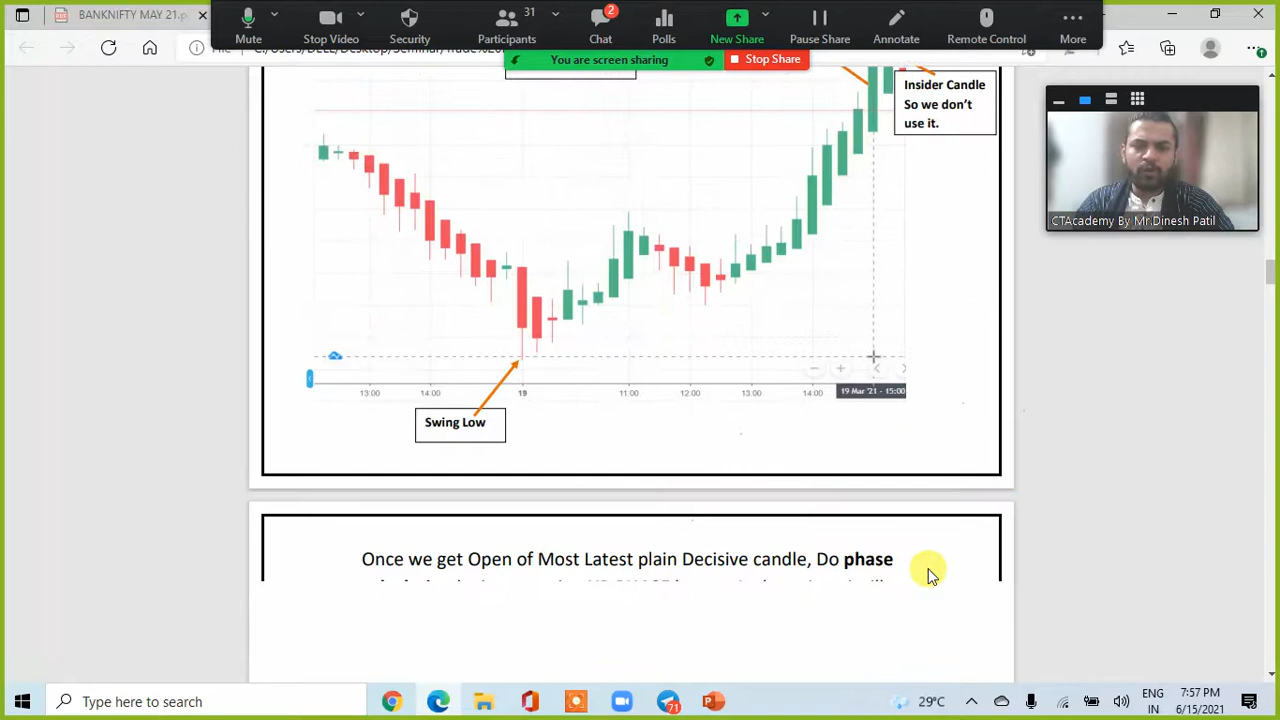 BANKNIFTY MAY 21.p
Mute
Stop Video
Security
31
Participants
2
Chat
Polls
New Share
Pause Share
Annotate
Remote Control
More
You are screen sharing
Stop Share
Insider Candle
So we don't
use it.
CTAcademy By Mr.Dinesh Patil
13:00
14:00
19
11:00
12:00
13:00
14:00
19 Mar '21 - 15:00
Swing Low
Once we get Open of Most Latest plain Decisive candle, Do phase
Type here to search
71
29°C
ENG
IN
7:57 PM
6/15/2021